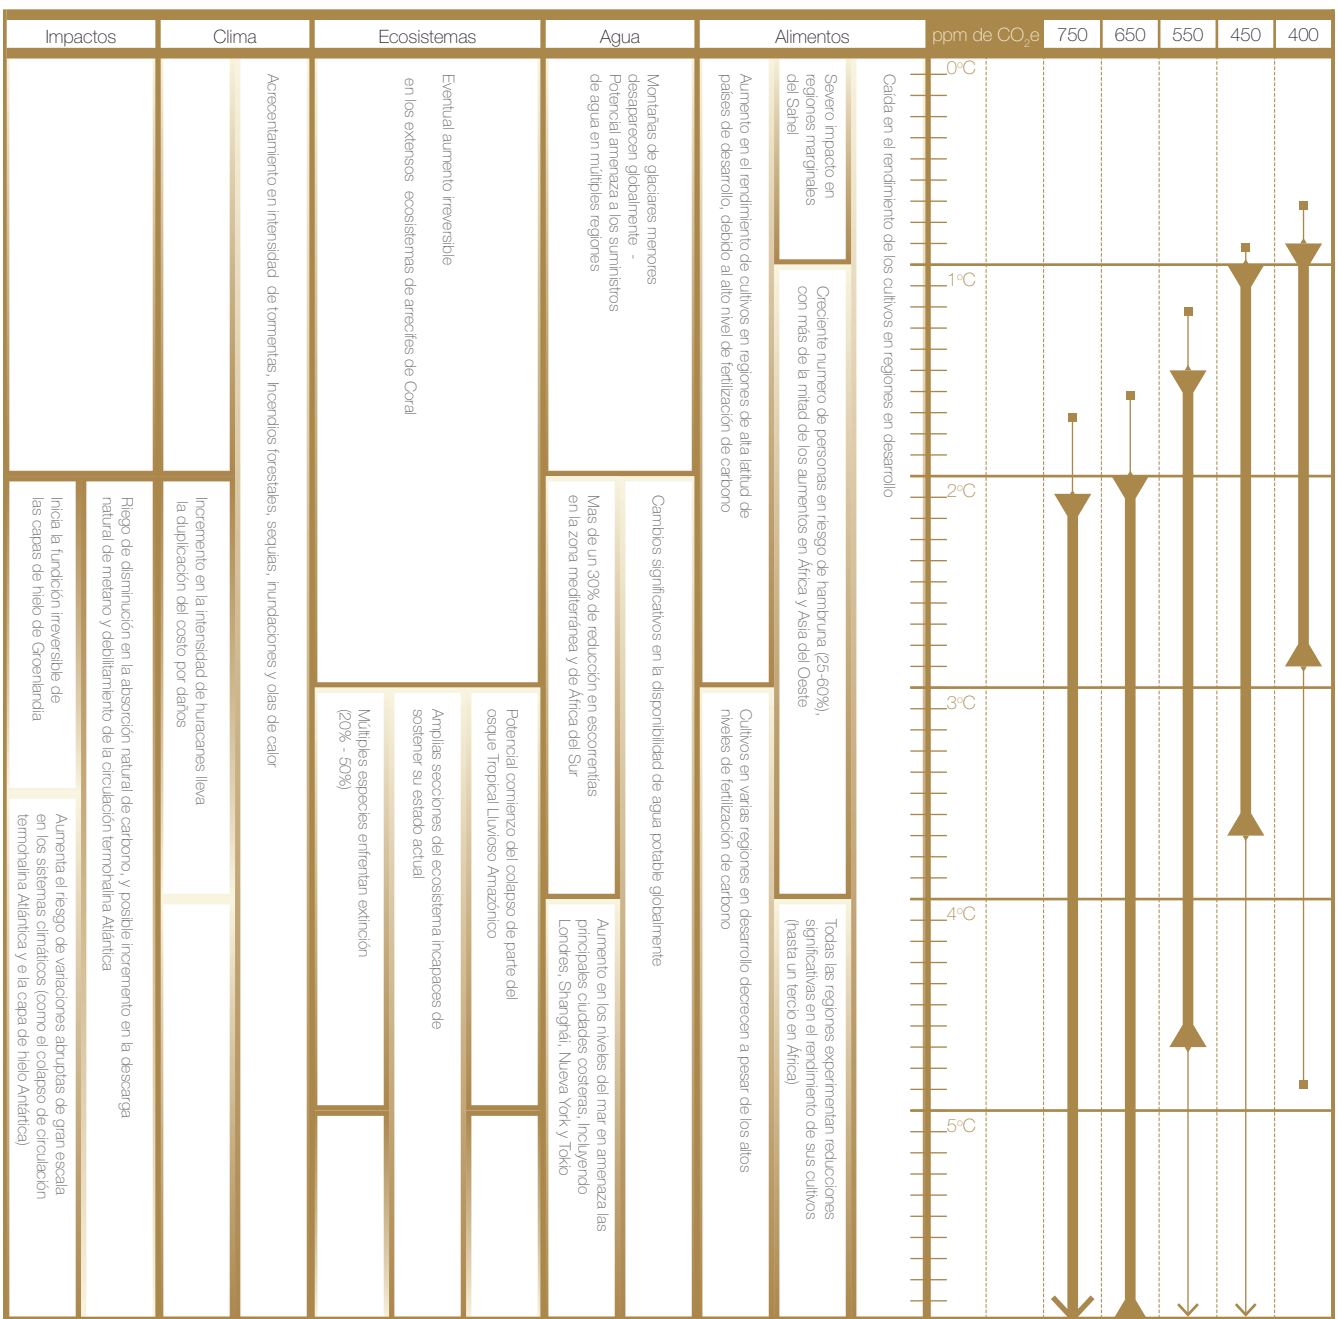 Impactos
Clima
Ecosistemas
Agua
Alimentos
ppm de CO2e
750
650
550
450
400
0ºC
1ºC
2ºC
3ºC
4ºC
5ºC
Caída en el rendimiento de los cultivos en regiones en desarrollo
Severo impacto en
regiones marginales
del Sahel
Creciente numero de personas en riesgo de hambruna (25-60%),
con más de la mitad de los aumentos en África y Asia del Oeste
Todas las regiones experimentan reducciones
significativas en el rendimiento de sus cultivos
(hasta un tercio en África)
Aumento en el rendimiento de cultivos en regiones de alta latitud de
países de desarrollo, debido al alto nivel de fertilización de carbono
Cultivos en varias regiones en desarrollo decrecen a pesar de los altos
niveles de fertilización de carbono
Montañas de glaciares menores
desaparecen globalmente -
Potencial amenaza a los suministros
de agua en múltiples regiones
Cambios significativos en la disponibilidad de agua potable globalmente
Mas de un 30% de reducción en escorrentías
en la zona mediterránea y de África del Sur
Aumento en los niveles del mar en amenaza las
principales ciudades costeras, Incluyendo
Londres, Shanghái, Nueva York y Tokio
Eventual aumento irreversible
en los extensos ecosistemas de arrecifes de Coral
Potencial comienzo del colapso de parte del
osque Tropical Lluvioso Amazónico
Amplias secciones del ecosistema incapaces de
sostener su estado actual
Múltiples especies enfrentan extinción
(20% - 50%)
Acrecentamiento en intensidad de tormentas, Incendios forestales, sequias, inundaciones y olas de calor
Incremento en la intensidad de huracanes lleva
la duplicación del costo por daños
Riego de disminución en la absorción natural de carbono, y posible incremento en la descarga
natural de metano y debilitamiento de la circulación termohalina Atlántica
Inicia la fundición irreversible de
las capas de hielo de Groenlandia
Aumenta el riesgo de variaciones abruptas de gran escala
en los sistemas climáticos (como el colapso de circulación
termohalina Atlántica y e la capa de hielo Antártica)